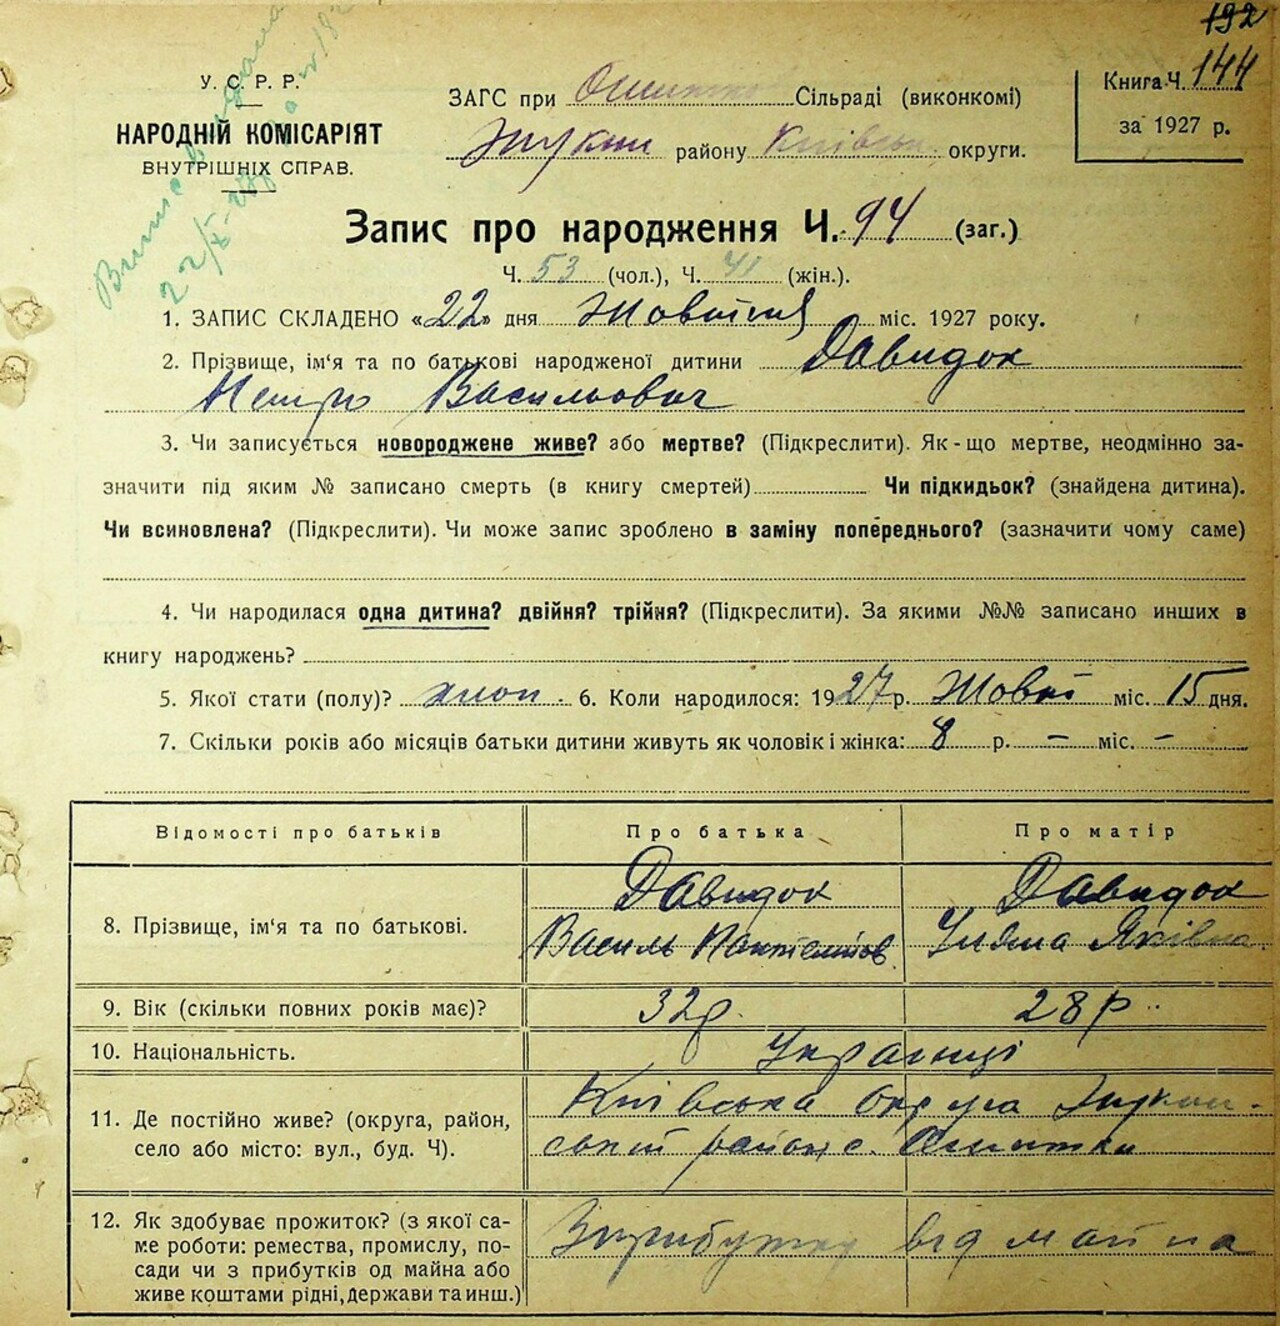 192
144
У. С. Р. Р.
НАРОДНІЙ КОМІСАРІЯТ
ВНУТРІШНІХ СПРАВ.
ЗАГС при Сільраді (виконкомі)
району Київськ. округи.
Книга Ч.
за 1927 р.
Запис про народження Ч. 94 (заг.)
Ч. 53 (чол.), Ч. 41 (жін.).
1. ЗАПИС СКЛАДЕНО «22» дня Жовтня міс. 1927 року.
2. Прізвище, ім‘я та по батькові народженої дитини Давидок
Петро Васильович
3. Чи записується новороджене живе? або мертве? (Підкреслити). Як-що мертве, неодмінно за-
значити під яким № записано смерть (в книгу смертей) Чи підкидьок? (знайдена дитина).
Чи всиновлена? (Підкреслити). Чи може запис зроблено в заміну попереднього? (зазначити чому саме)
4. Чи народилася одна дитина? двійня? трійня? (Підкреслити). За якими №№ записано инших в
книгу народжень?
5. Якої стати (полу)? хлоп. 6. Коли народилося: 1927 р. Жовт міс. 15 дня.
7. Скільки років або місяців батьки дитини живуть як чоловік і жінка: 8 р. — міс. —
Відомості про батьків Про батька Про матір
8. Прізвище, ім‘я та по батькові. Давидок Давидок
Василь Уляна Яківна
9. Вік (скільки повних років має)? 32 р. 28 р.
10. Національність. Українці
11. Де постійно живе? (округа, район, Київська округа
село або місто: вул., буд. Ч). ський район с.
12. Як здобуває прожиток? (з якої са-
ме роботи: ремества, промислу, по- З прибутку від майна
сади чи з прибутків од майна або
живе коштами рідні, держави та инш.)